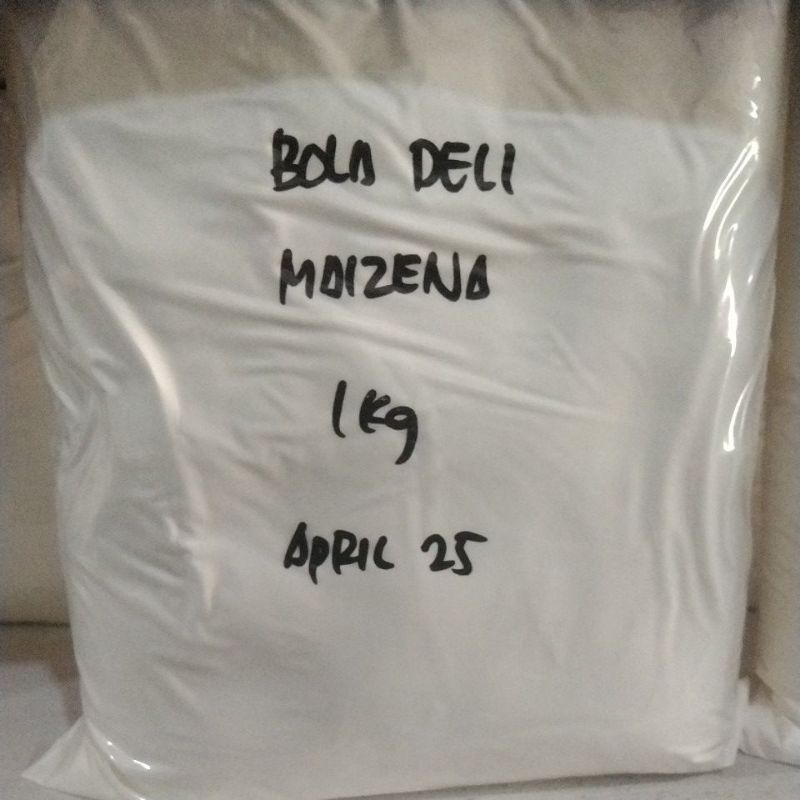 BOLA DELI
MAIZENA
1 Kg
APRIL 25